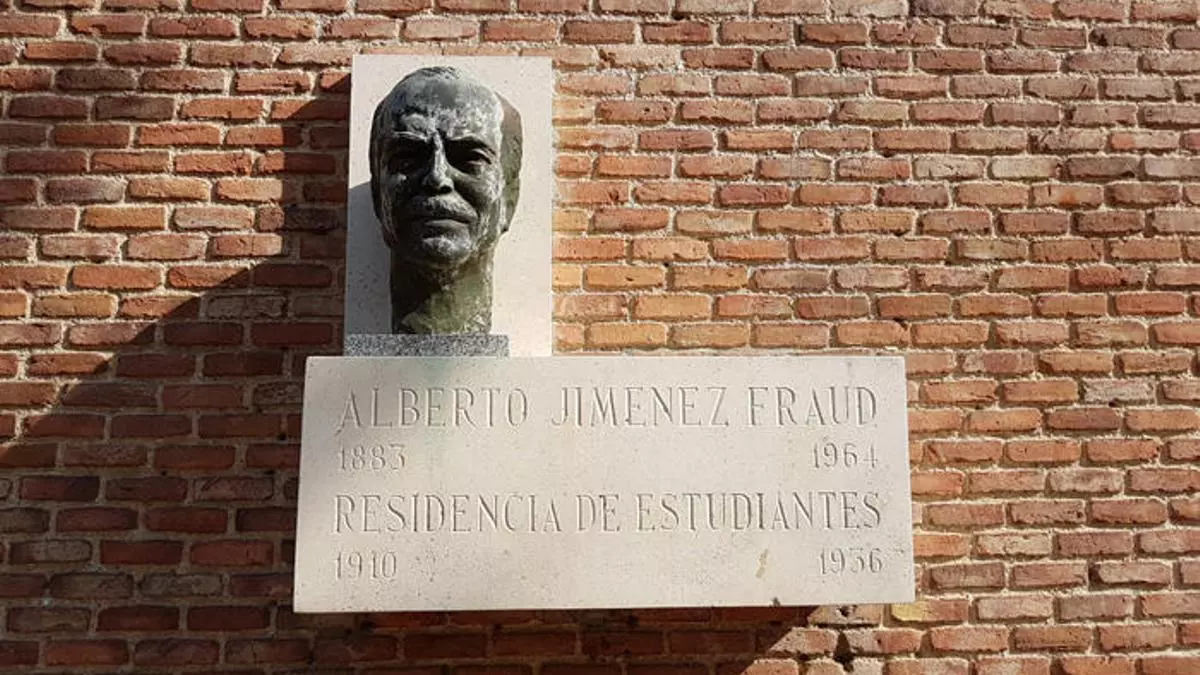 ALBERTO JIMENEZ FRAUD
1883 1964
RESIDENCIA DE ESTUDIANTES
1910 1936